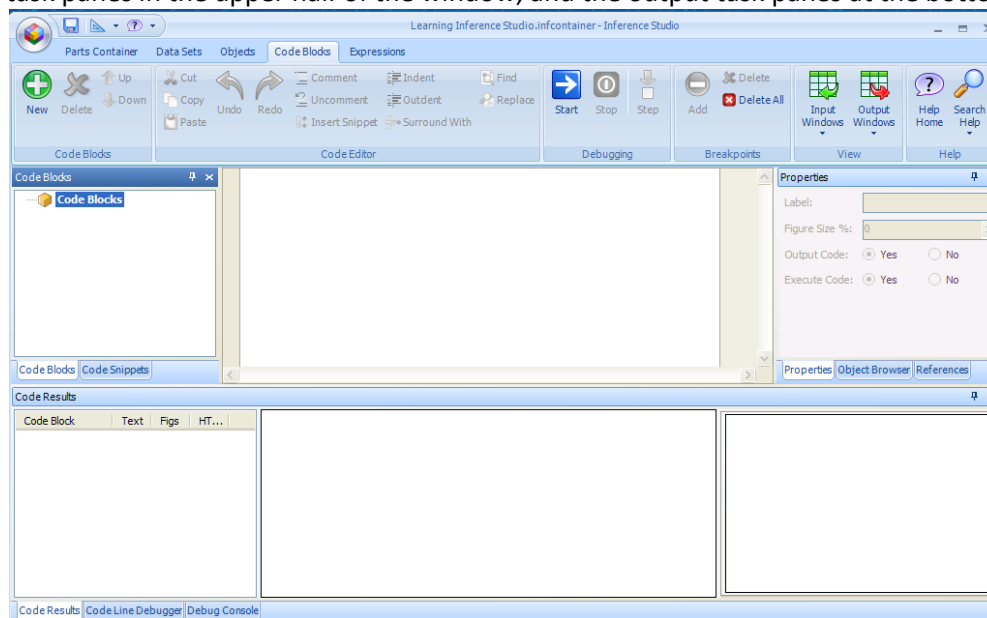 task panes in the upper half of the window, and the output task panes at the bottom
Learning Inference Studio.infcontainer - Inference Studio
Parts Container Data Sets Objects Code Blocks Expressions
New Delete Up Down Cut Copy Paste Undo Redo Comment Uncomment Insert Snippet Indent Outdent Surround With Find Replace Start Stop Step Add Delete Delete All Input Windows Output Windows Help Home Search Help
Code Blocks Code Editor Debugging Breakpoints View Help
Code Blocks Properties
Code Blocks Label:
Figure Size %: 0
Output Code: Yes No
Execute Code: Yes No
Code Blocks Code Snippets Properties Object Browser References
Code Results
Code Block Text Figs HT...
Code Results Code Line Debugger Debug Console